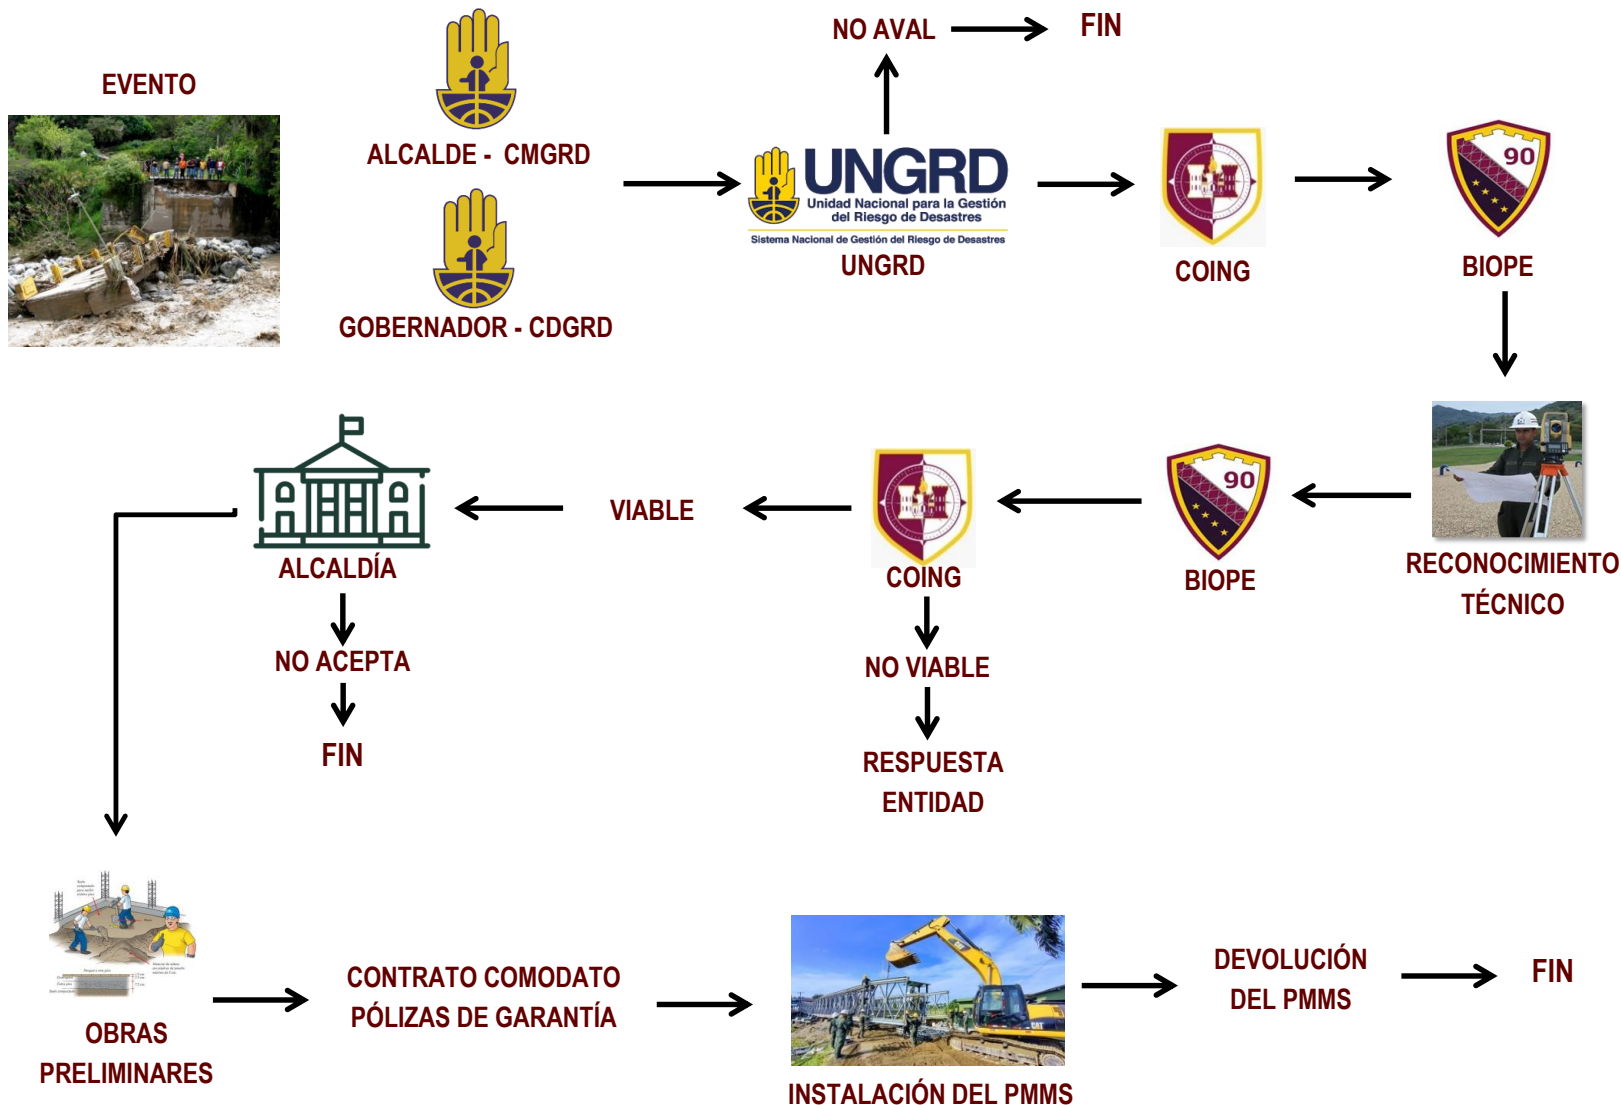 EVENTO
ALCALDE - CMGRD
GOBERNADOR - CDGRD
NO AVAL
FIN
UNGRD
Unidad Nacional para la Gestión
del Riesgo de Desastres
Sistema Nacional de Gestión del Riesgo de Desastres
UNGRD
COING
90
BIOPE
ALCALDÍA
NO ACEPTA
FIN
VIABLE
COING
NO VIABLE
RESPUESTA
ENTIDAD
90
BIOPE
RECONOCIMIENTO
TÉCNICO
OBRAS
PRELIMINARES
CONTRATO COMODATO
PÓLIZAS DE GARANTÍA
CAT
INSTALACIÓN DEL PMMS
DEVOLUCIÓN
DEL PMMS
FIN